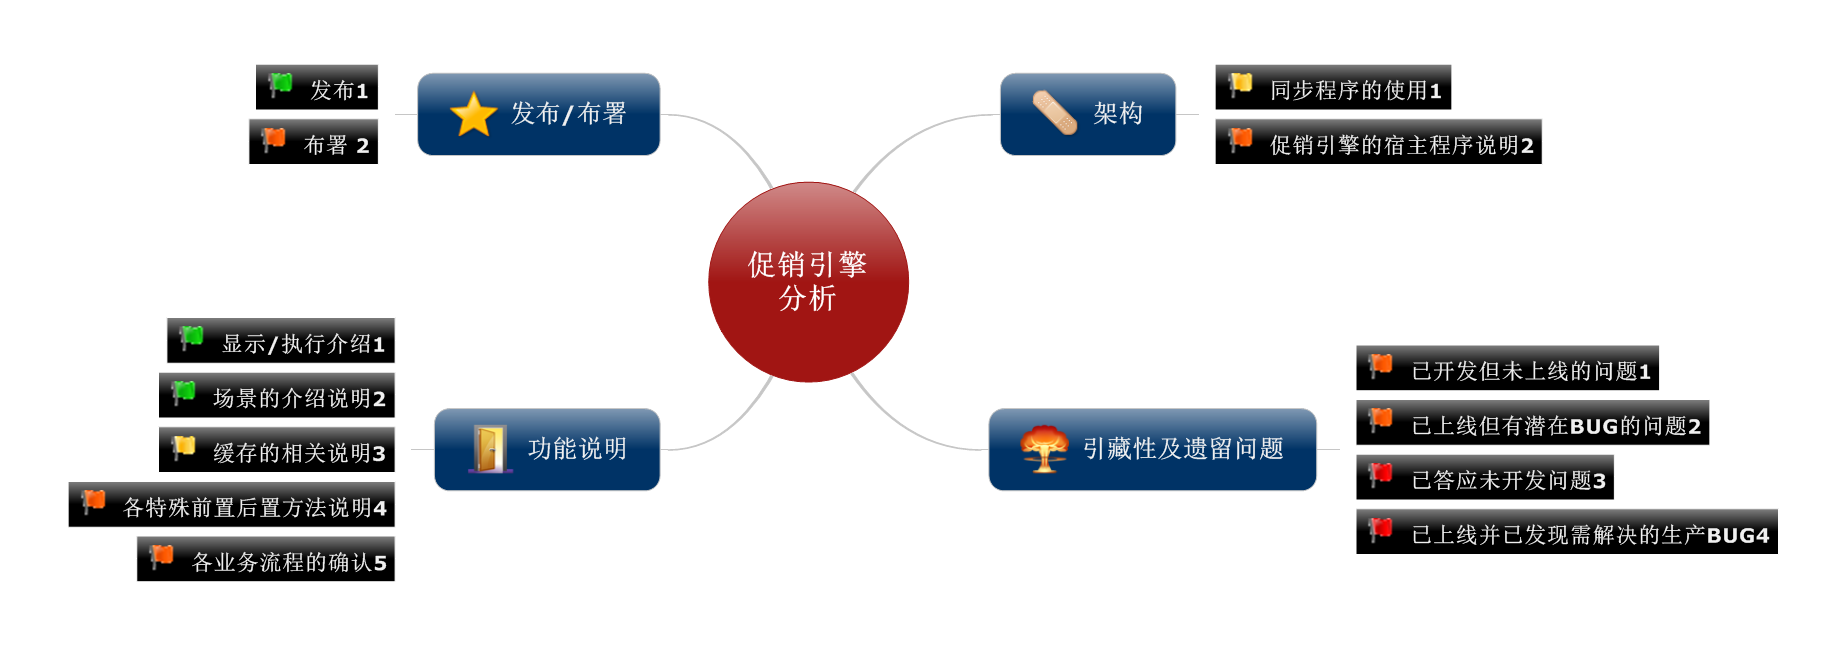 促销引擎
分析
发布/布署
发布1
布署 2
架构
同步程序的使用1
促销引擎的宿主程序说明2
功能说明
显示/执行介绍1
场景的介绍说明2
缓存的相关说明3
各特殊前置后置方法说明4
各业务流程的确认5
引藏性及遗留问题
已开发但未上线的问题1
已上线但有潜在BUG的问题2
已答应未开发问题3
已上线并已发现需解决的生产BUG4